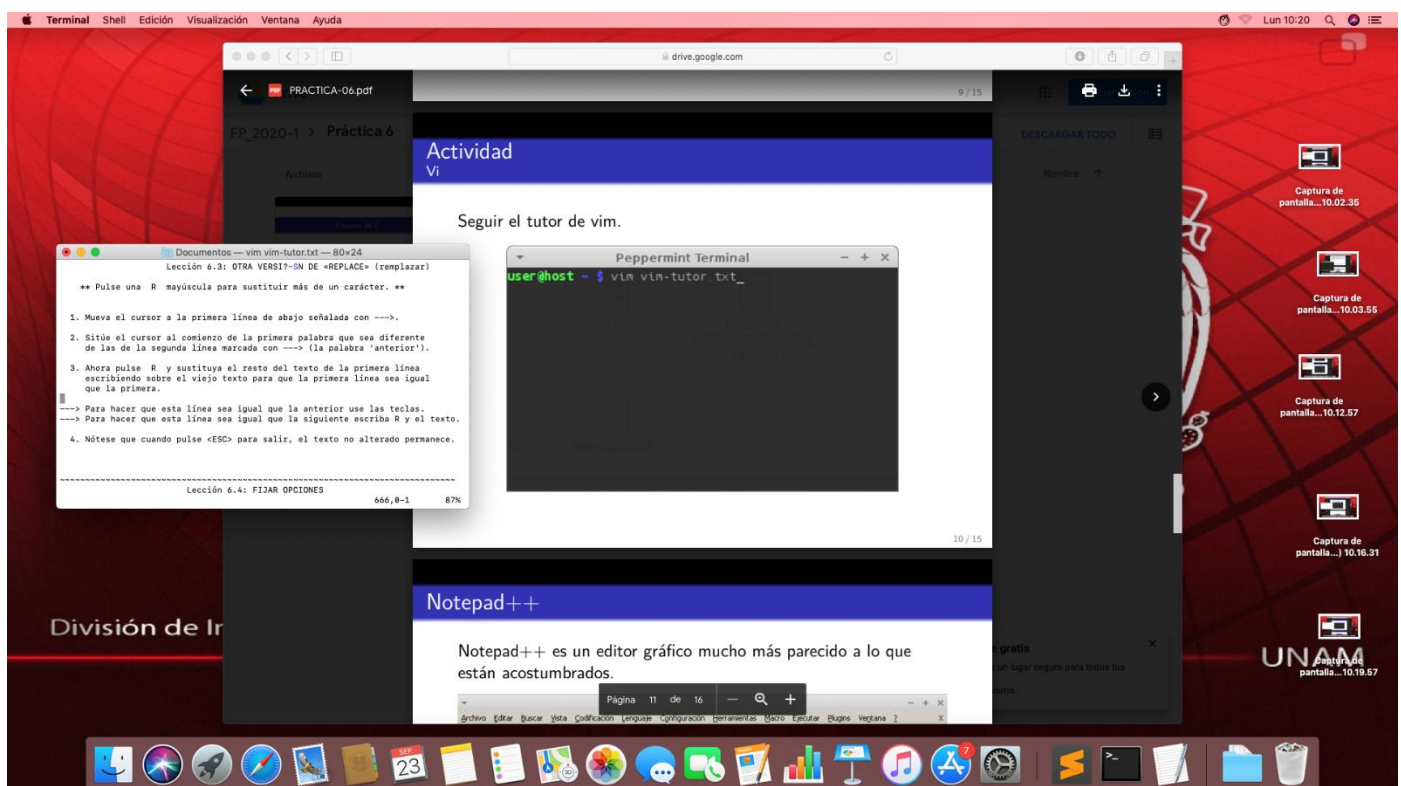 Terminal Shell Edición Visualización Ventana Ayuda
Lun 10:20
drive.google.com
PRACTICA-06.pdf
9 / 15
FP_2020-1 > Práctica 6
DESCARGAR TODO
Archivos
Nombre
Actividad
Vi
Seguir el tutor de vim.
Peppermint Terminal
user@host ~ $ vim vim-tutor.txt_
Documentos — vim vim-tutor.txt — 80×24
Lección 6.3: OTRA VERSI?~SN DE «REPLACE» (remplazar)
** Pulse una R mayúscula para sustituir más de un carácter. **
1. Mueva el cursor a la primera línea de abajo señalada con --->.
2. Sitúe el cursor al comienzo de la primera palabra que sea diferente
de las de la segunda línea marcada con ---> (la palabra 'anterior').
3. Ahora pulse R y sustituya el resto del texto de la primera línea
escribiendo sobre el viejo texto para que la primera línea sea igual
que la primera.
---> Para hacer que esta línea sea igual que la anterior use las teclas.
---> Para hacer que esta línea sea igual que la siguiente escriba R y el texto.
4. Nótese que cuando pulse <ESC> para salir, el texto no alterado permanece.
~~~~~~~~~~~~~~~~~~~~~~~~~~~~~~~~~~~~~~~~~~~~~~~~~~~~~~~~~~~~~~~~~~~~~~~~~~~~~~
Lección 6.4: FIJAR OPCIONES
666,0-1 87%
10 / 15
Notepad++
Notepad++ es un editor gráfico mucho más parecido a lo que
están acostumbrados.
Página 11 de 16
Archivo Editar Buscar Vista Codificación Lenguaje Configuración Herramientas Macro Ejecutar Plugins Ventana ? X
gratis
un lugar seguro para todos tus
División de In
UNAM
Captura de
pantalla...10.02.35
Captura de
pantalla...10.03.55
Captura de
pantalla...10.12.57
Captura de
pantalla...) 10.16.31
Captura de
pantalla...10.19.57
SEP.
23
7